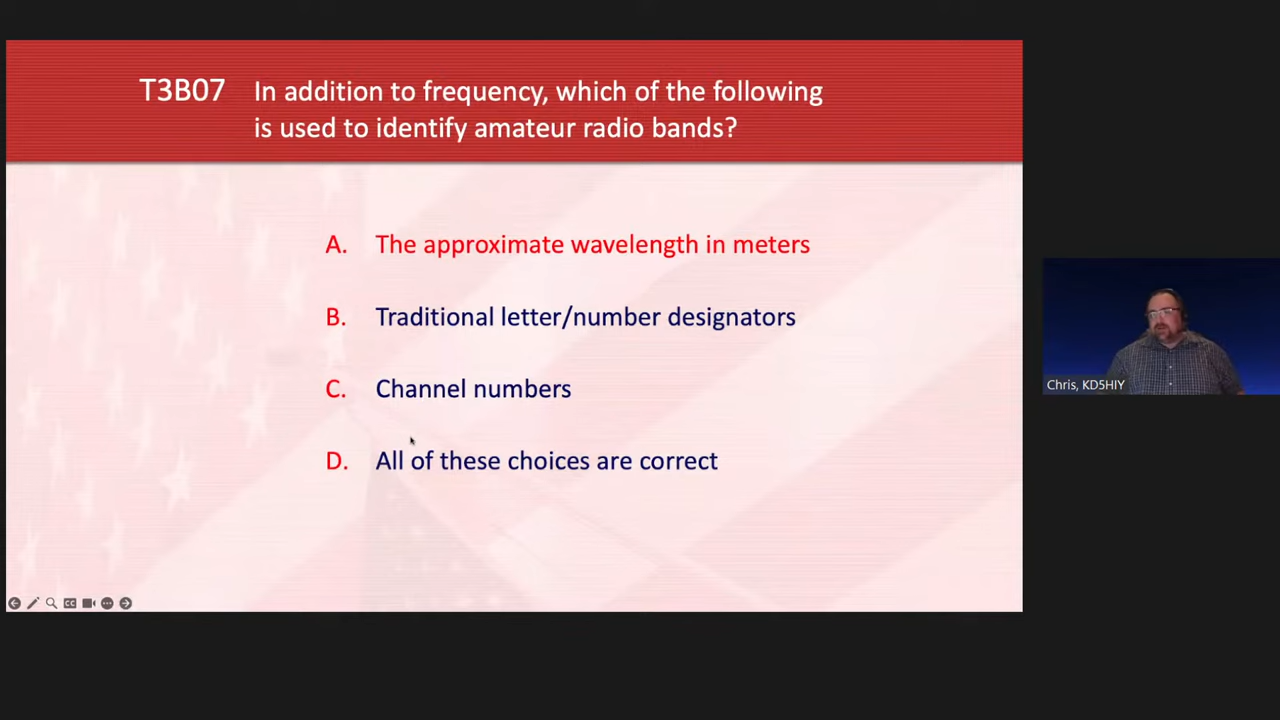 T3B07 In addition to frequency, which of the following
is used to identify amateur radio bands?
A. The approximate wavelength in meters
B. Traditional letter/number designators
C. Channel numbers
D. All of these choices are correct
Chris, KD5HIY
CC